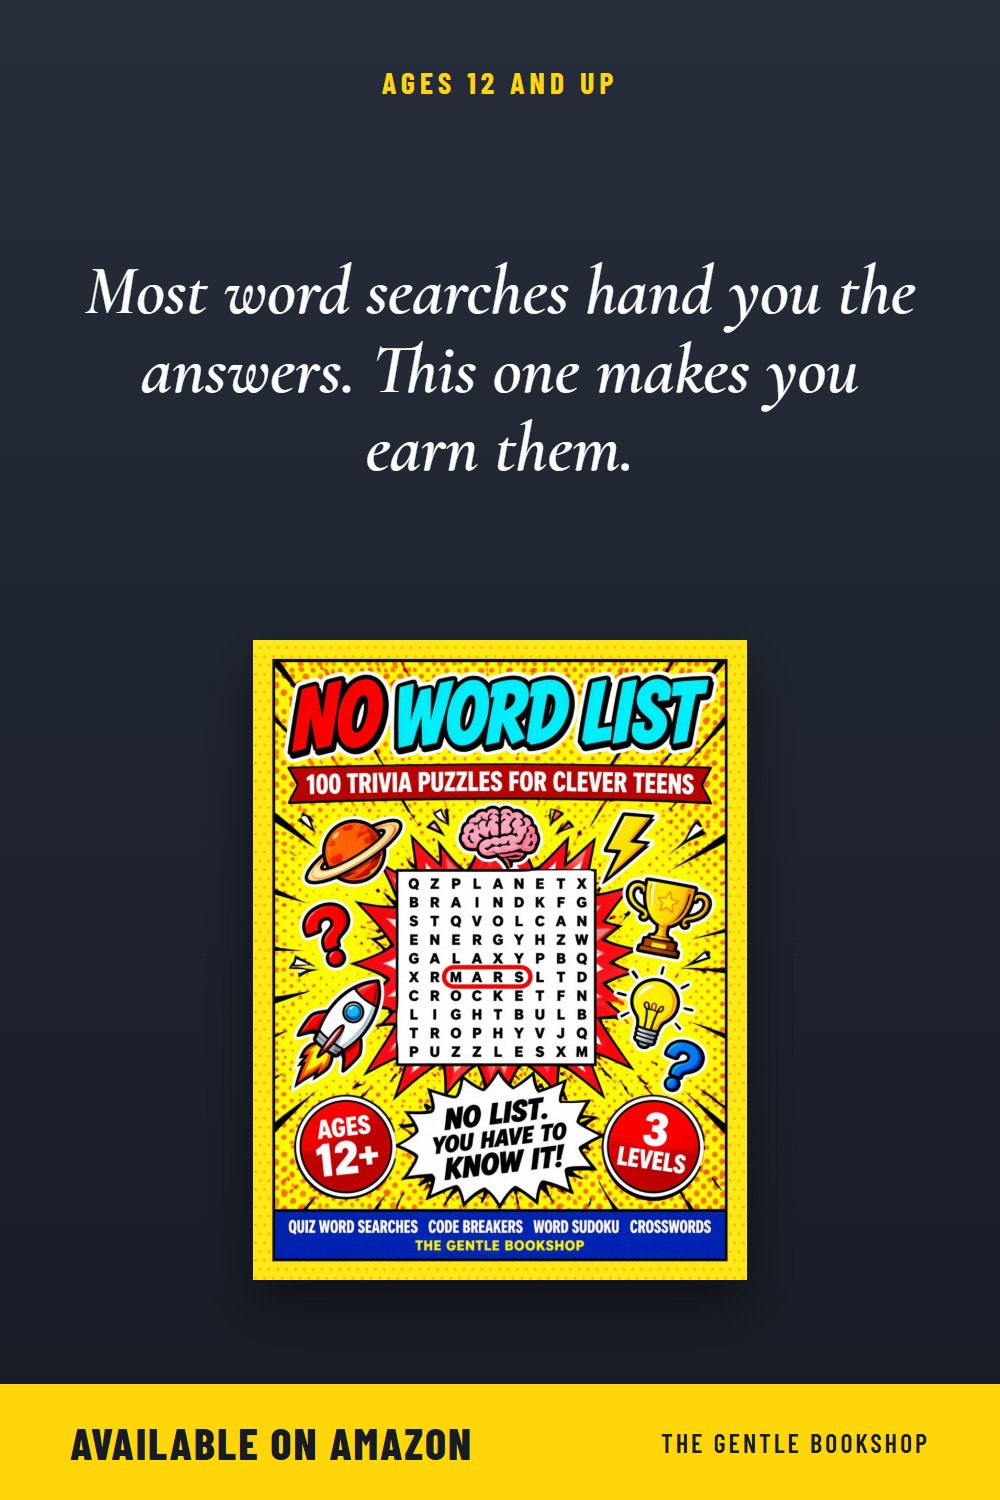 AGES 12 AND UP
Most word searches hand you the
answers. This one makes you
earn them.
NO WORD LIST
100 TRIVIA PUZZLES FOR CLEVER TEENS
Q Z P L A N E T X
B R A I N D K F G
S T Q V O L C A N
E N E R G Y H Z W
G A L A X Y P B Q
X R M A R S L T D
C R O C K E T F N
L I G H T B U L B
T R O P H Y V J Q
P U Z Z L E S X M
?
?
AGES
12+
NO LIST.
YOU HAVE TO
KNOW IT!
3
LEVELS
QUIZ WORD SEARCHES CODE BREAKERS WORD SUDOKU CROSSWORDS
THE GENTLE BOOKSHOP
AVAILABLE ON AMAZON
THE GENTLE BOOKSHOP